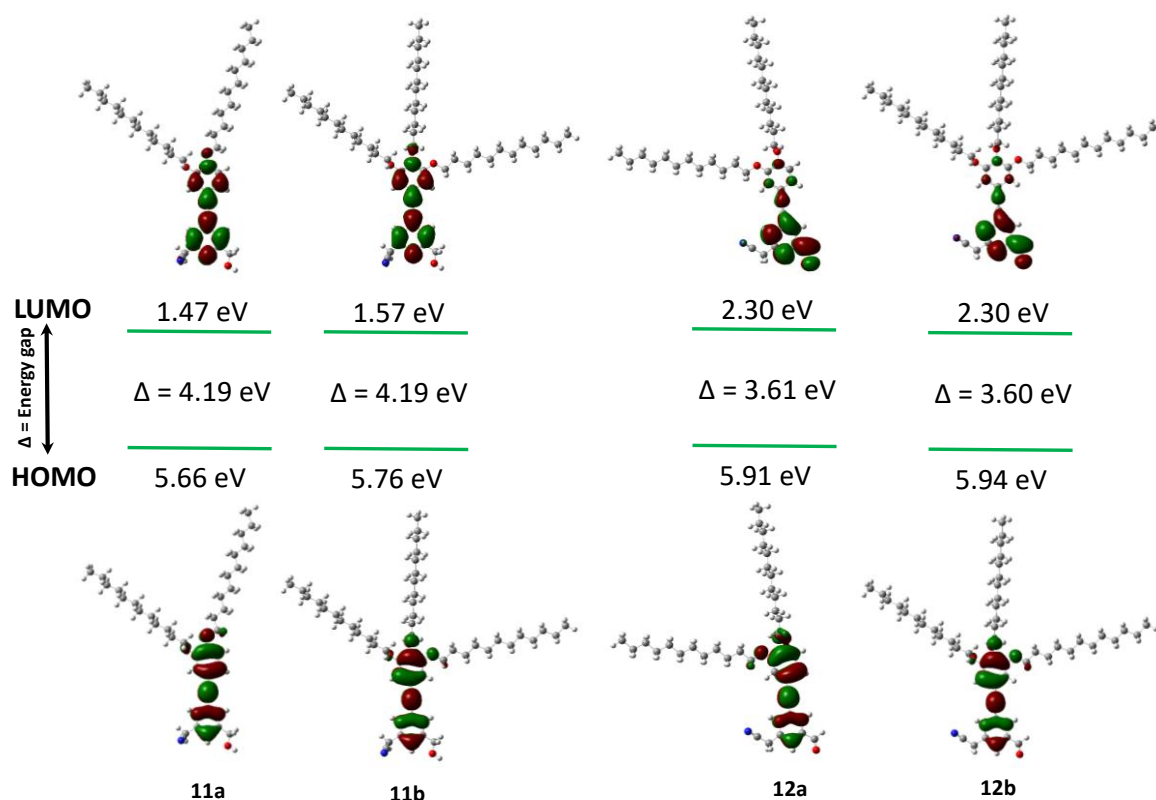 LUMO
1.47 eV
1.57 eV
2.30 eV
2.30 eV
Δ = Energy gap
Δ = 4.19 eV
Δ = 4.19 eV
Δ = 3.61 eV
Δ = 3.60 eV
HOMO
5.66 eV
5.76 eV
5.91 eV
5.94 eV
11a
11b
12a
12b